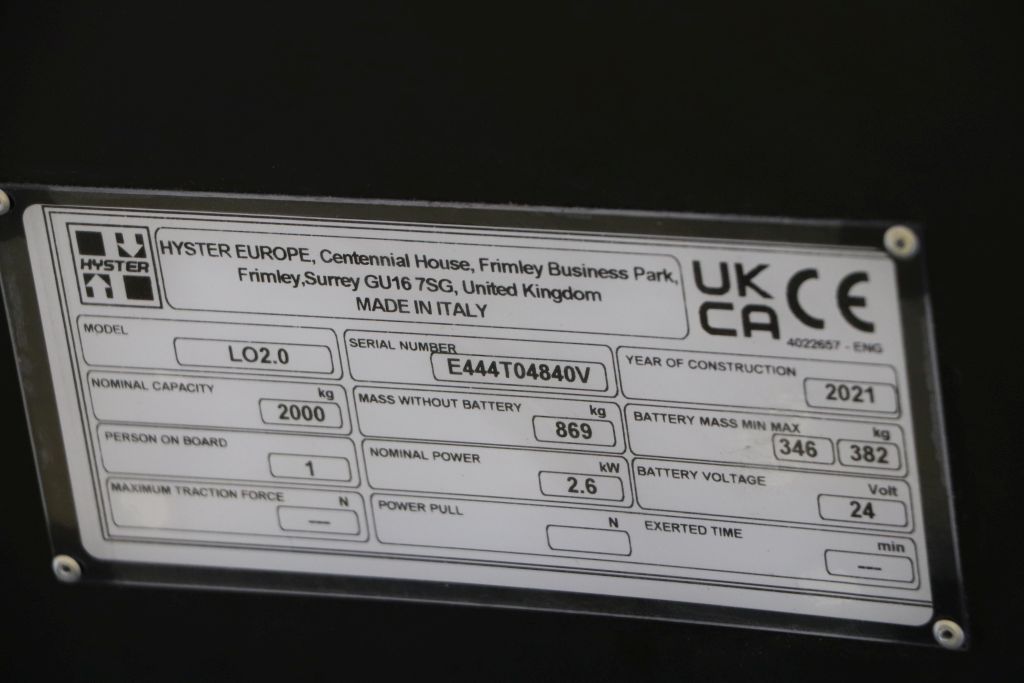 HYSTER
HYSTER EUROPE, Centennial House, Frimley Business Park,
Frimley,Surrey GU16 7SG, United Kingdom
MADE IN ITALY
UK
CA
CE
4022657 - ENG
MODEL
LO2.0
SERIAL NUMBER
E444T04840V
YEAR OF CONSTRUCTION
2021
NOMINAL CAPACITY
kg
2000
MASS WITHOUT BATTERY
kg
869
BATTERY MASS MIN MAX
kg
346 382
PERSON ON BOARD
1
NOMINAL POWER
kW
2.6
BATTERY VOLTAGE
Volt
24
MAXIMUM TRACTION FORCE
N
---
POWER PULL
N
EXERTED TIME
min
---